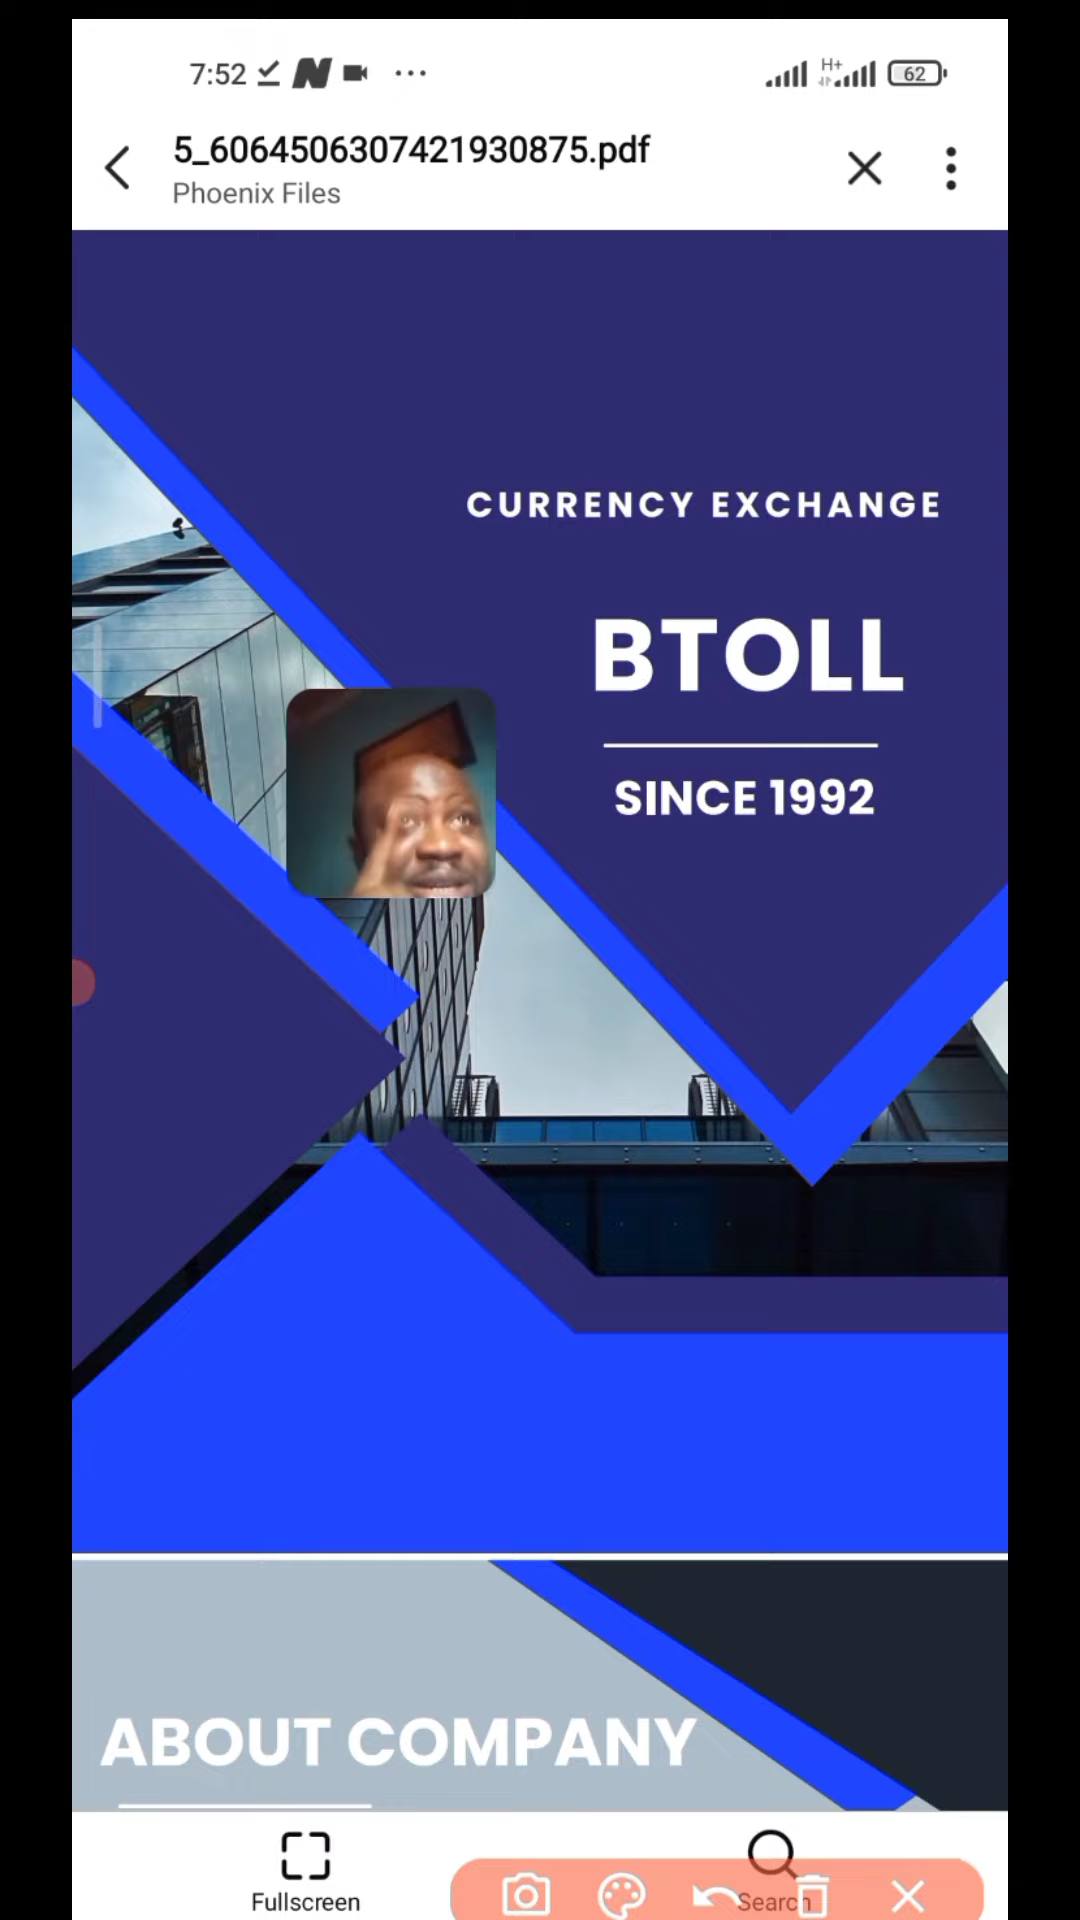 7:52
H+
62
5_6064506307421930875.pdf
Phoenix Files
CURRENCY EXCHANGE
BTOLL
SINCE 1992
ABOUT COMPANY
Fullscreen
Search